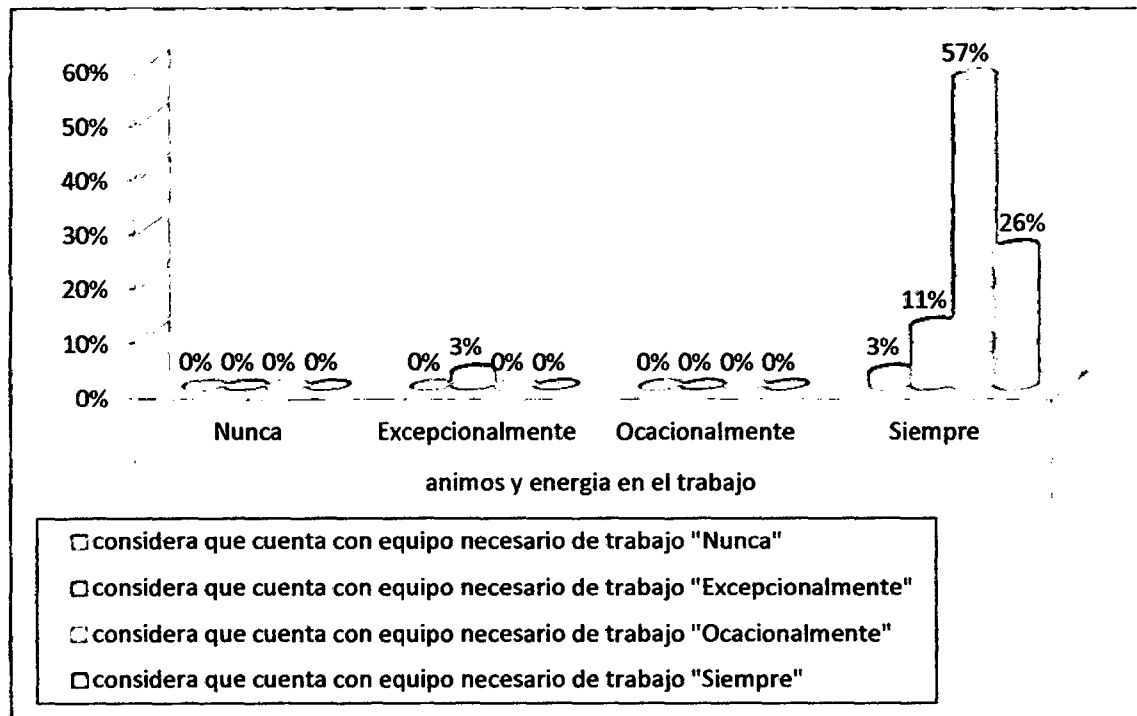 57%
60%
50%
40%
30%
26%
20%
11%
10%
0% 0% 0% 0%
0% 3% 0% 0%
0% 0% 0% 0%
3%
0%
Nunca Excepcionalmente Ocacionalmente Siempre
animos y energia en el trabajo
considera que cuenta con equipo necesario de trabajo "Nunca"
considera que cuenta con equipo necesario de trabajo "Excepcionalmente"
considera que cuenta con equipo necesario de trabajo "Ocacionalmente"
considera que cuenta con equipo necesario de trabajo "Siempre"